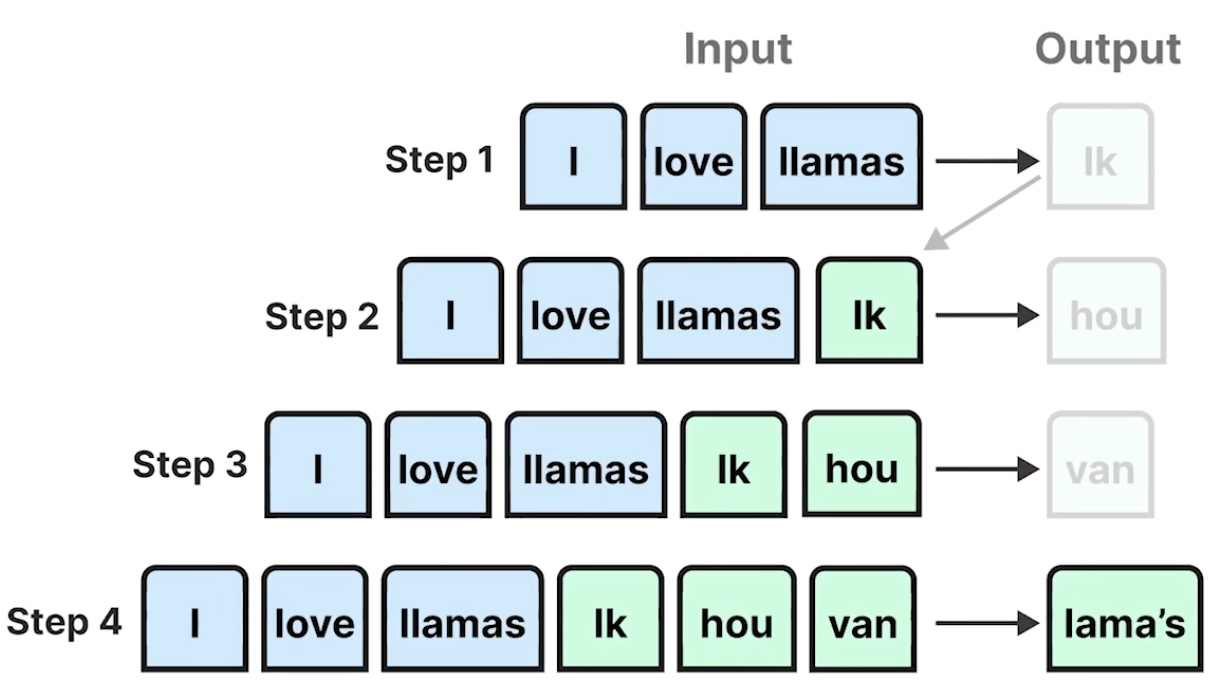 Input Output
Step 1 I love llamas Ik
Step 2 I love llamas Ik hou
Step 3 I love llamas Ik hou van
Step 4 I love llamas Ik hou van lama’s